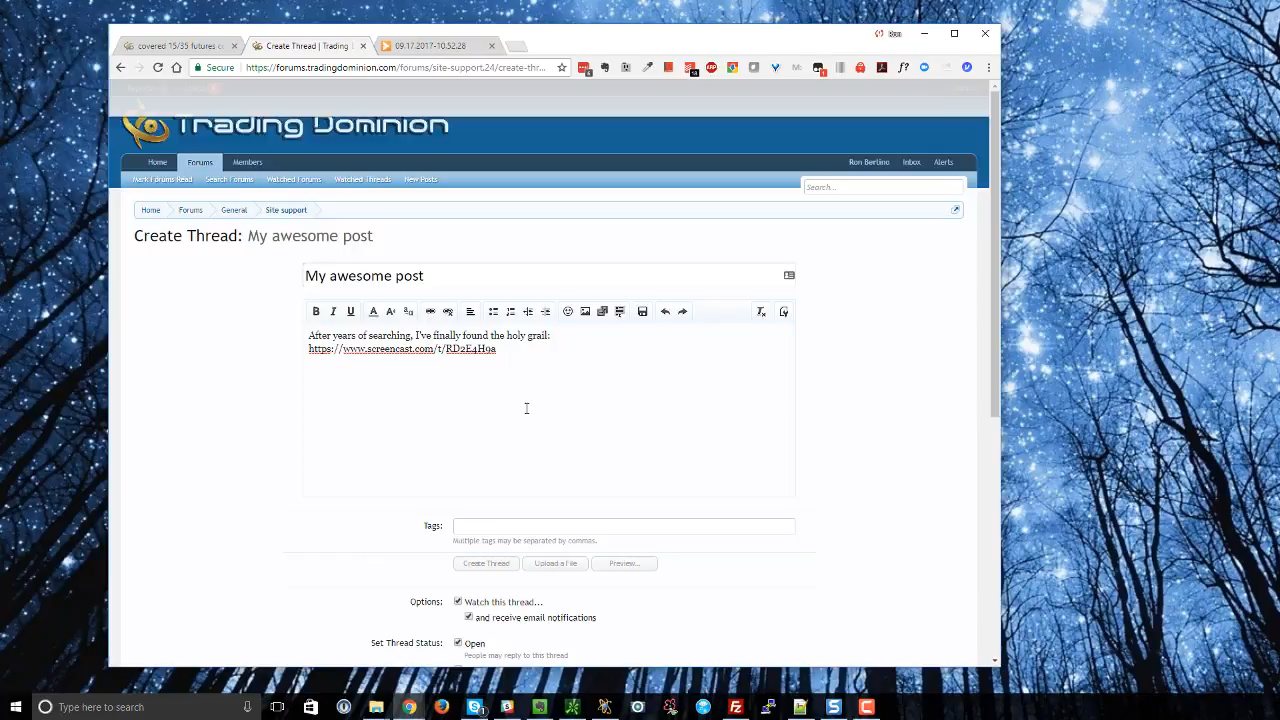 covered 15/35 futures c
Create Thread | Trading
09.17.2017-10.52.28
Ron
Secure
https://forums.tradingdominion.com/forums/site-support.24/create-thr...
Trading Dominion
Home
Forums
Members
Ron Bertino
Inbox
Alerts
Mark Forums Read
Search Forums
Watched Forums
Watched Threads
New Posts
Search...
Home
Forums
General
Site support
Create Thread: My awesome post
My awesome post
After years of searching, I've finally found the holy grail:
https://www.screencast.com/t/RD2E4H9a
Tags:
Multiple tags may be separated by commas.
Create Thread
Upload a File
Preview...
Options:
Watch this thread...
and receive email notifications
Set Thread Status:
Open
People may reply to this thread
Type here to search